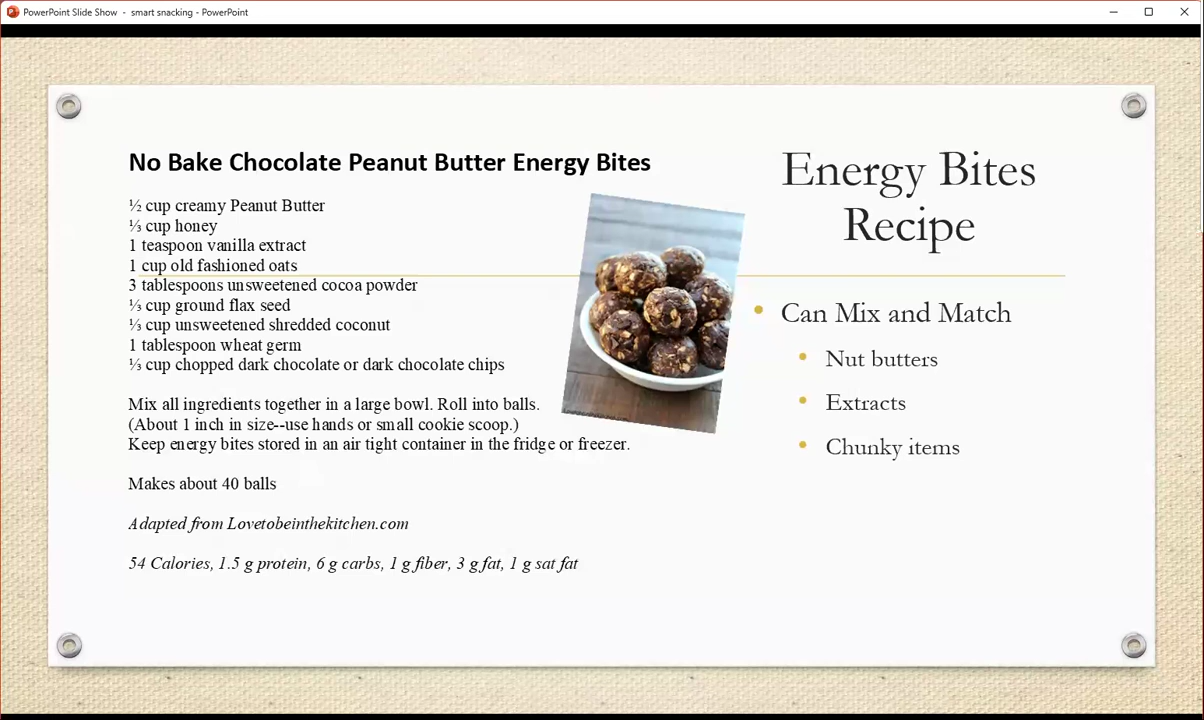 PowerPoint Slide Show - smart snacking - PowerPoint
No Bake Chocolate Peanut Butter Energy Bites
½ cup creamy Peanut Butter
⅓ cup honey
1 teaspoon vanilla extract
1 cup old fashioned oats
3 tablespoons unsweetened cocoa powder
⅓ cup ground flax seed
⅓ cup unsweetened shredded coconut
1 tablespoon wheat germ
⅓ cup chopped dark chocolate or dark chocolate chips
Mix all ingredients together in a large bowl. Roll into balls.
(About 1 inch in size--use hands or small cookie scoop.)
Keep energy bites stored in an air tight container in the fridge or freezer.
Makes about 40 balls
Adapted from Lovetobeinthekitchen.com
54 Calories, 1.5 g protein, 6 g carbs, 1 g fiber, 3 g fat, 1 g sat fat
Energy Bites
Recipe
• Can Mix and Match
• Nut butters
• Extracts
• Chunky items